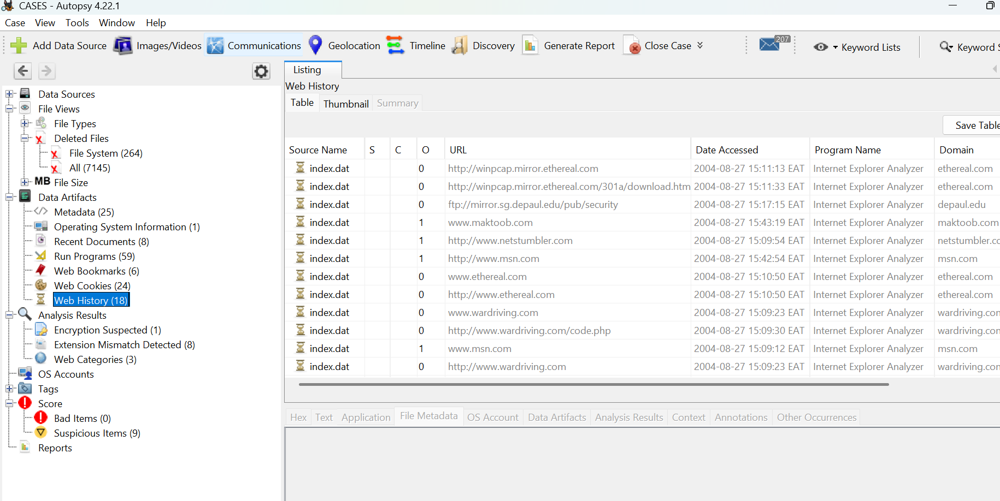 CASES - Autopsy 4.22.1
Case View Tools Window Help
Add Data Source Images/Videos Communications Geolocation Timeline Discovery Generate Report Close Case 207 Keyword Lists Keyword S
Listing
Web History
Table Thumbnail Summary
Save Table
Data Sources
File Views
File Types
Deleted Files
File System (264)
All (7145)
MB File Size
Data Artifacts
Metadata (25)
Operating System Information (1)
Recent Documents (8)
Run Programs (59)
Web Bookmarks (6)
Web Cookies (24)
Web History (18)
Analysis Results
Encryption Suspected (1)
Extension Mismatch Detected (8)
Web Categories (3)
OS Accounts
Tags
Score
Bad Items (0)
Suspicious Items (9)
Reports
Source Name S C O URL Date Accessed Program Name Domain
index.dat 0 http://winpcap.mirror.ethereal.com 2004-08-27 15:11:13 EAT Internet Explorer Analyzer ethereal.com
index.dat 0 http://winpcap.mirror.ethereal.com/301a/download.htm 2004-08-27 15:11:33 EAT Internet Explorer Analyzer ethereal.com
index.dat 0 ftp://mirror.sg.depaul.edu/pub/security 2004-08-27 15:17:15 EAT Internet Explorer Analyzer depaul.edu
index.dat 1 www.maktoob.com 2004-08-27 15:43:19 EAT Internet Explorer Analyzer maktoob.com
index.dat 1 http://www.netstumbler.com 2004-08-27 15:09:54 EAT Internet Explorer Analyzer netstumbler.co
index.dat 1 http://www.msn.com 2004-08-27 15:42:54 EAT Internet Explorer Analyzer msn.com
index.dat 0 www.ethereal.com 2004-08-27 15:10:50 EAT Internet Explorer Analyzer ethereal.com
index.dat 0 http://www.ethereal.com 2004-08-27 15:10:50 EAT Internet Explorer Analyzer ethereal.com
index.dat 0 www.wardriving.com 2004-08-27 15:09:23 EAT Internet Explorer Analyzer wardriving.com
index.dat 0 http://www.wardriving.com/code.php 2004-08-27 15:09:30 EAT Internet Explorer Analyzer wardriving.com
index.dat 1 www.msn.com 2004-08-27 15:09:12 EAT Internet Explorer Analyzer msn.com
index.dat 0 http://www.wardriving.com 2004-08-27 15:09:23 EAT Internet Explorer Analyzer wardriving.com
Hex Text Application File Metadata OS Account Data Artifacts Analysis Results Context Annotations Other Occurrences